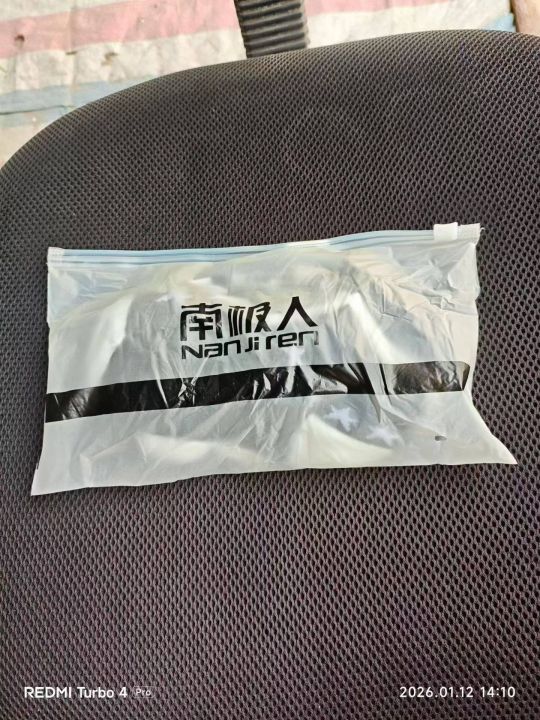 南极人
NanJiren
REDMI Turbo 4 Pro
2026.01.12 14:10